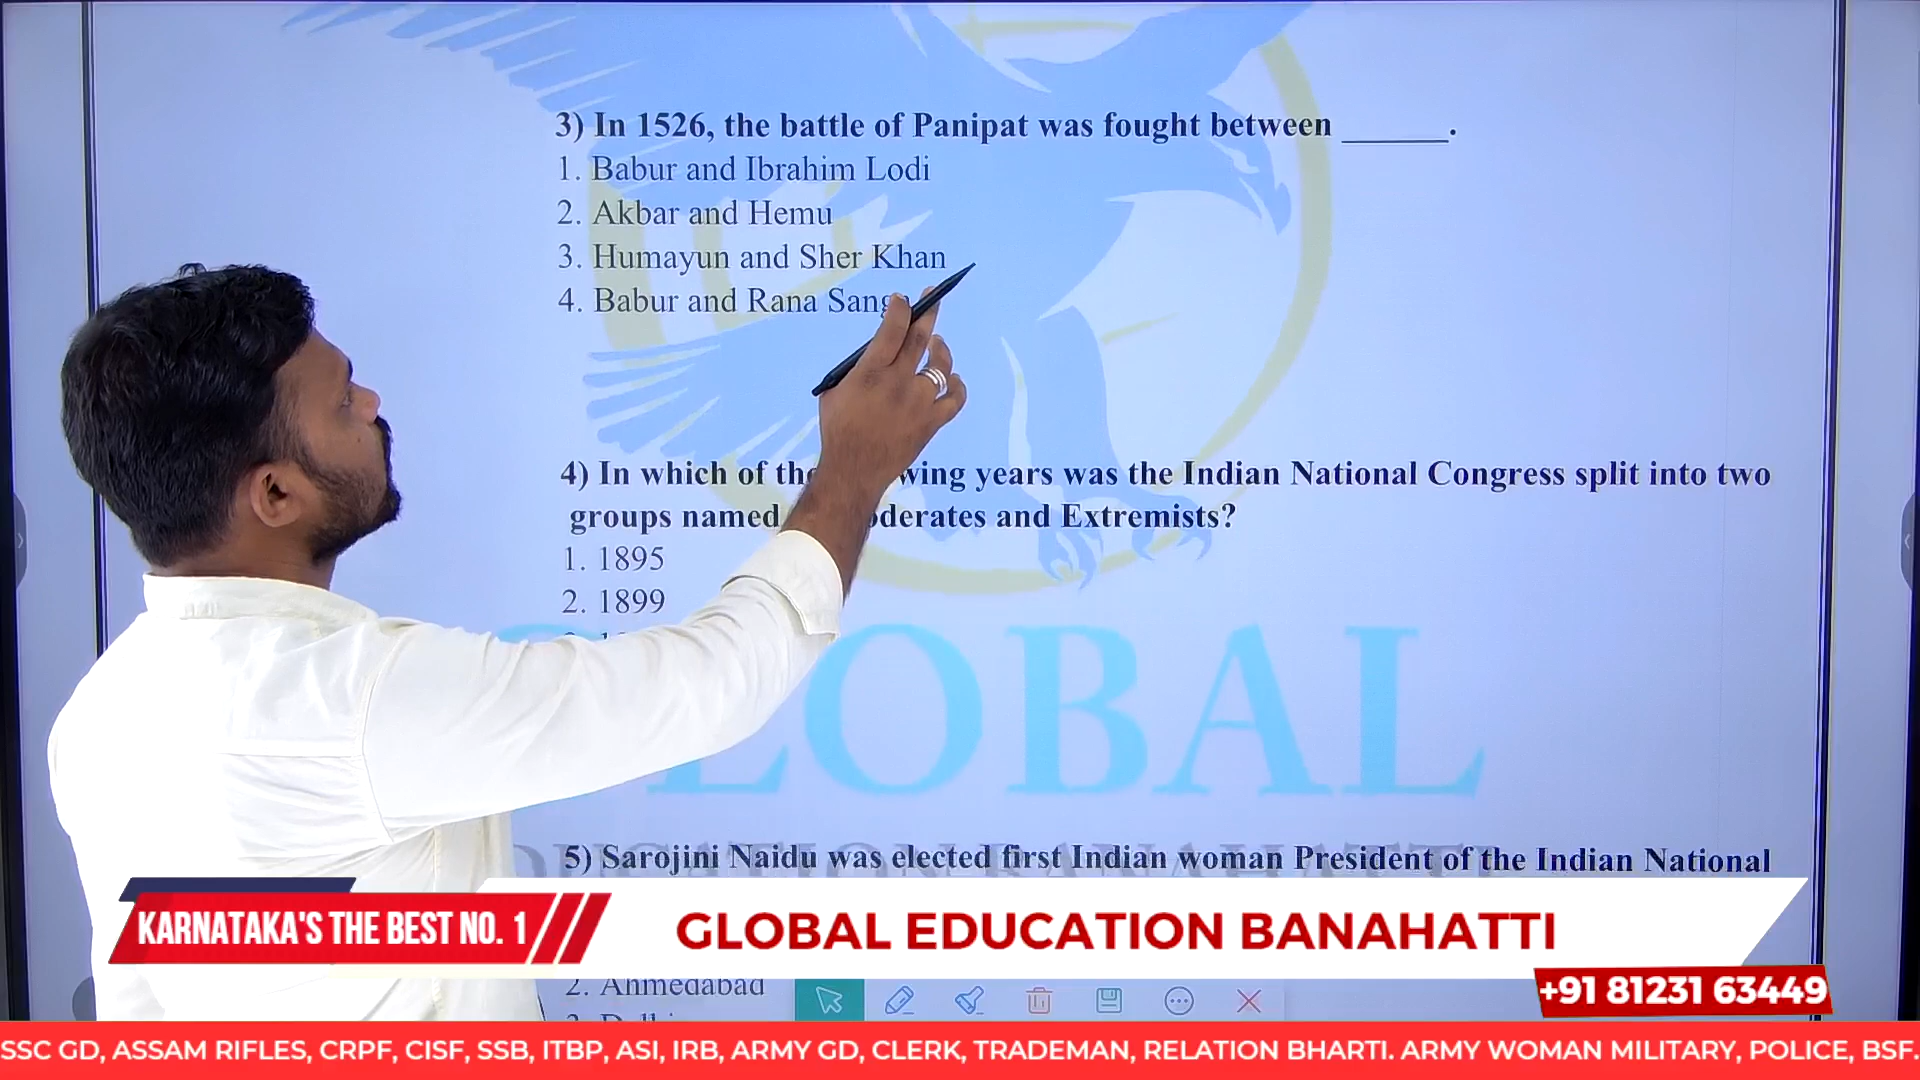 3) In 1526, the battle of Panipat was fought between ______.
1. Babur and Ibrahim Lodi
2. Akbar and Hemu
3. Humayun and Sher Khan
4. Babur and Rana
4) In which of wing years was the Indian National Congress split into two
groups named and Extremists?
1. 1895
2. 1899
GLOBAL
5) Sarojini Naidu was elected first Indian woman President of the Indian National
KARNATAKA'S THE BEST NO. 1
GLOBAL EDUCATION BANAHATTI
2. Ahmedabad
+91 81231 63449
SSC GD, ASSAM RIFLES, CRPF, CISF, SSB, ITBP, ASI, IRB, ARMY GD, CLERK, TRADEMAN, RELATION BHARTI. ARMY WOMAN MILITARY, POLICE, BSF.